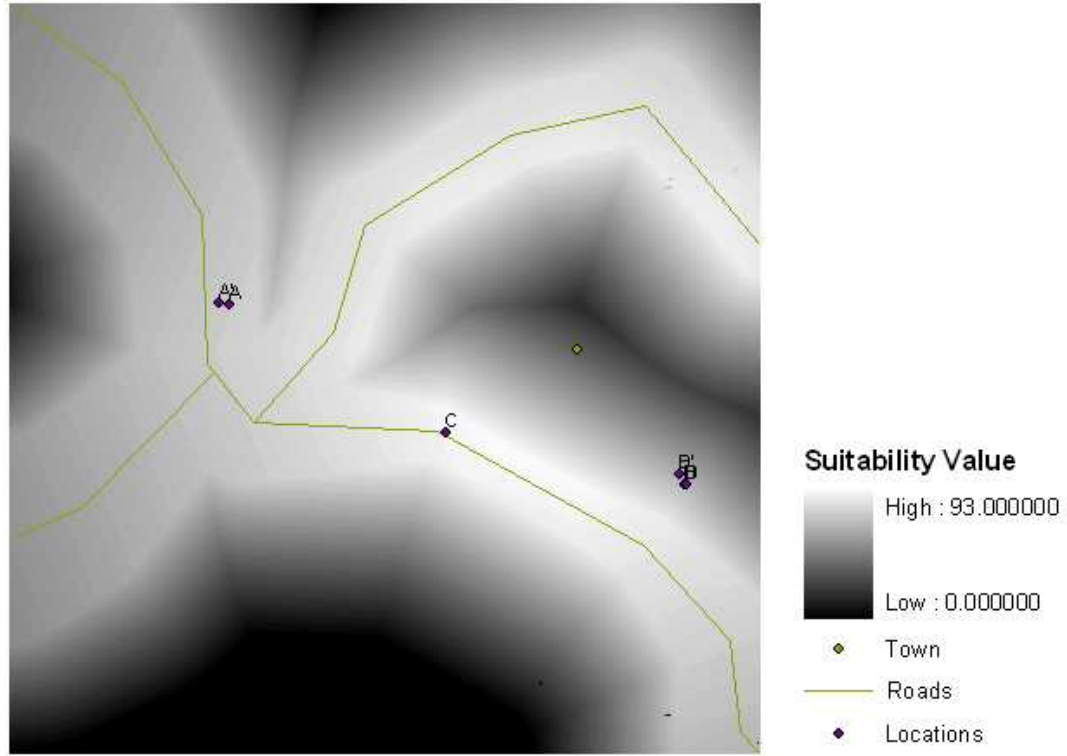 C
Suitability Value
High : 93.000000
Low : 0.000000
Town
Roads
Locations